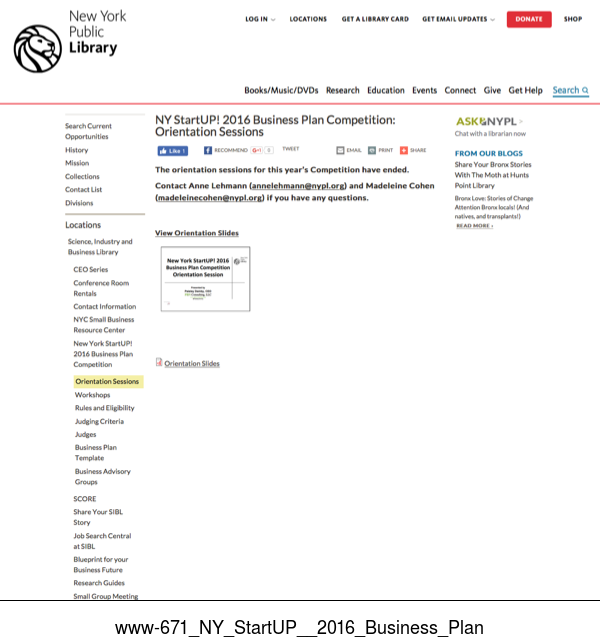 New York
Public
Library
LOG IN
LOCATIONS
GET A LIBRARY CARD
GET EMAIL UPDATES
DONATE
SHOP
Books/Music/DVDs
Research
Education
Events
Connect
Give
Get Help
Search
Search Current
Opportunities
History
Mission
Collections
Contact List
Divisions
Locations
Science, Industry and
Business Library
CEO Series
Conference Room
Rentals
Contact Information
NYC Small Business
Resource Center
New York StartUP!
2016 Business Plan
Competition
Orientation Sessions
Workshops
Rules and Eligibility
Judging Criteria
Judges
Business Plan
Template
Business Advisory
Groups
SCORE
Share Your SIBL
Story
Job Search Central
at SIBL
Blueprint for your
Business Future
Research Guides
Small Group Meeting
NY StartUP! 2016 Business Plan Competition:
Orientation Sessions
Like 1
RECOMMEND
G+1
0
TWEET
EMAIL
PRINT
SHARE
The orientation sessions for this year's Competition have ended.
Contact Anne Lehmann (annelehmann@nypl.org) and Madeleine Cohen
(madeleinecohen@nypl.org) if you have any questions.
View Orientation Slides
New York StartUP! 2016
Business Plan Competition
Orientation Session
Orientation Slides
ASK NYPL >
Chat with a librarian now
FROM OUR BLOGS
Share Your Bronx Stories
With The Moth at Hunts
Point Library
Bronx Love: Stories of Change
Attention Bronx locals! (And
natives, and transplants!)
READ MORE ›
www-671_NY_StartUP__2016_Business_Plan